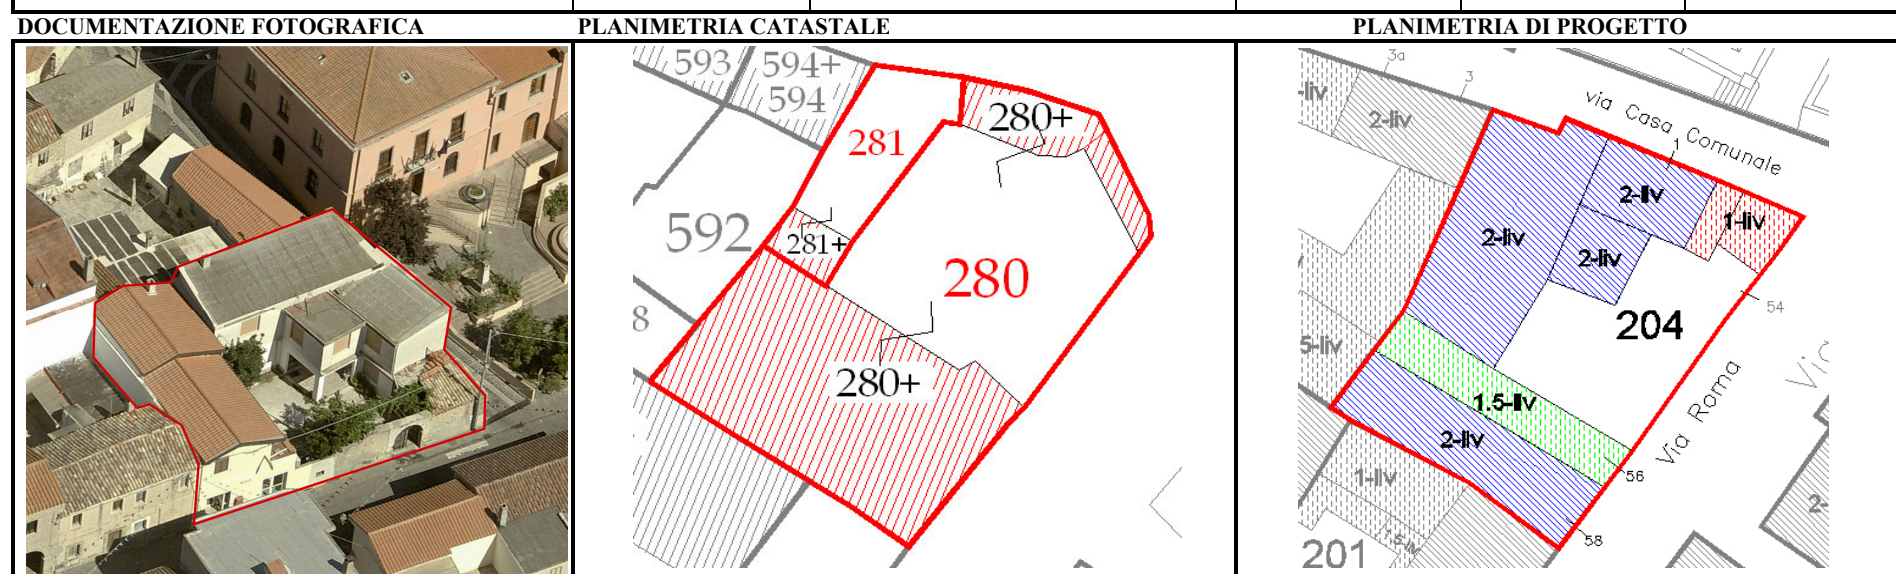 DOCUMENTAZIONE FOTOGRAFICA
PLANIMETRIA CATASTALE
PLANIMETRIA DI PROGETTO
593
594+
594
281
280+
592
281+
280
8
280+
3a
3
-liv
2-liv
via Casa Comunale
1
2-liv
1-liv
2-liv
2-liv
54
204
5-liv
1.5-liv
Via Roma
2-liv
56
1-liv
58
201
2-